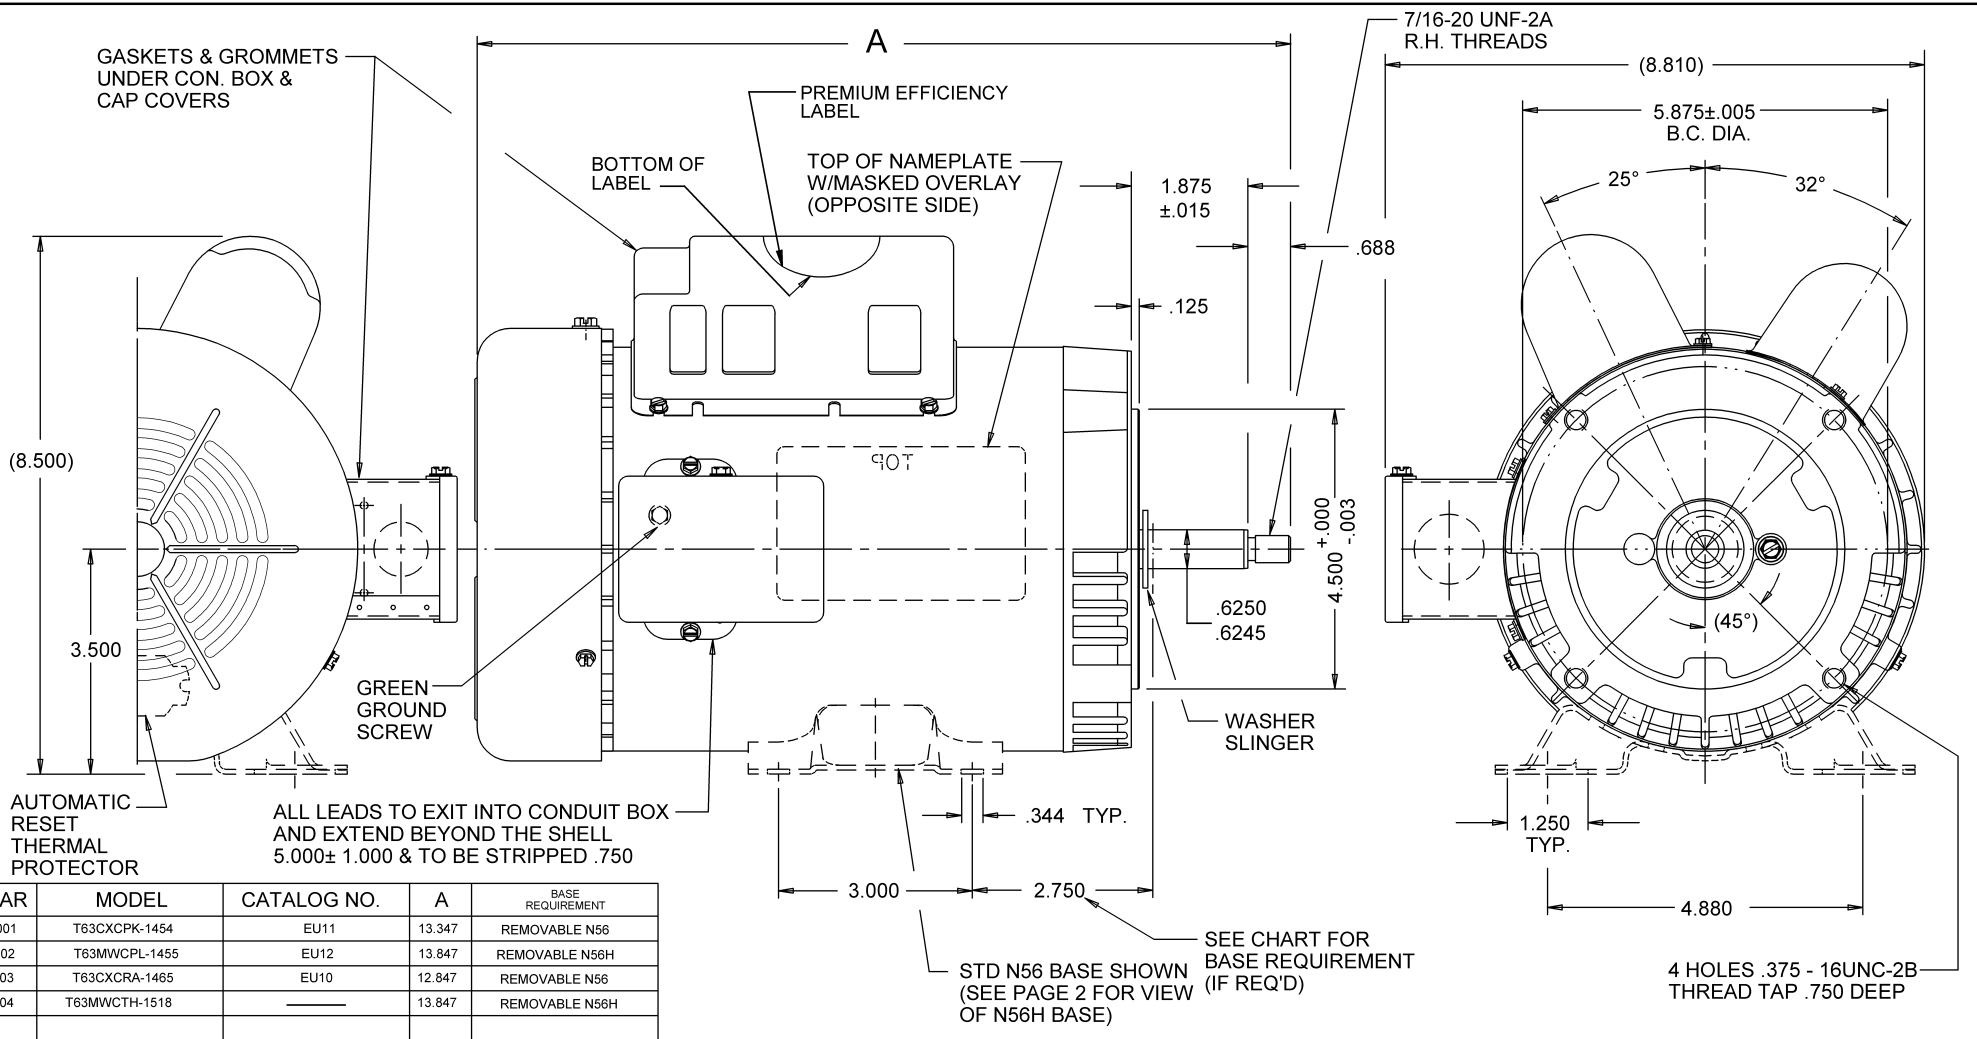 GASKETS & GROMMETS
UNDER CON. BOX &
CAP COVERS
A
7/16-20 UNF-2A
R.H. THREADS
(8.810)
PREMIUM EFFICIENCY
LABEL
5.875±.005
B.C. DIA.
BOTTOM OF
LABEL
TOP OF NAMEPLATE
W/MASKED OVERLAY
(OPPOSITE SIDE)
1.875
±.015
25°
32°
.688
.125
(8.500)
TOP
4.500 +.000 -.003
3.500
.6250
.6245
(45°)
GREEN
GROUND
SCREW
WASHER
SLINGER
AUTOMATIC
RESET
THERMAL
PROTECTOR
ALL LEADS TO EXIT INTO CONDUIT BOX
AND EXTEND BEYOND THE SHELL
5.000± 1.000 & TO BE STRIPPED .750
.344 TYP.
1.250
TYP.
3.000
2.750
4.880
SEE CHART FOR
BASE REQUIREMENT
(IF REQ'D)
STD N56 BASE SHOWN
(SEE PAGE 2 FOR VIEW
OF N56H BASE)
4 HOLES .375 - 16UNC-2B
THREAD TAP .750 DEEP
AR MODEL CATALOG NO. A BASE REQUIREMENT
001 T63CXCPK-1454 EU11 13.347 REMOVABLE N56
02 T63MWCPL-1455 EU12 13.847 REMOVABLE N56H
03 T63CXCRA-1465 EU10 12.847 REMOVABLE N56
04 T63MWCTH-1518 13.847 REMOVABLE N56H